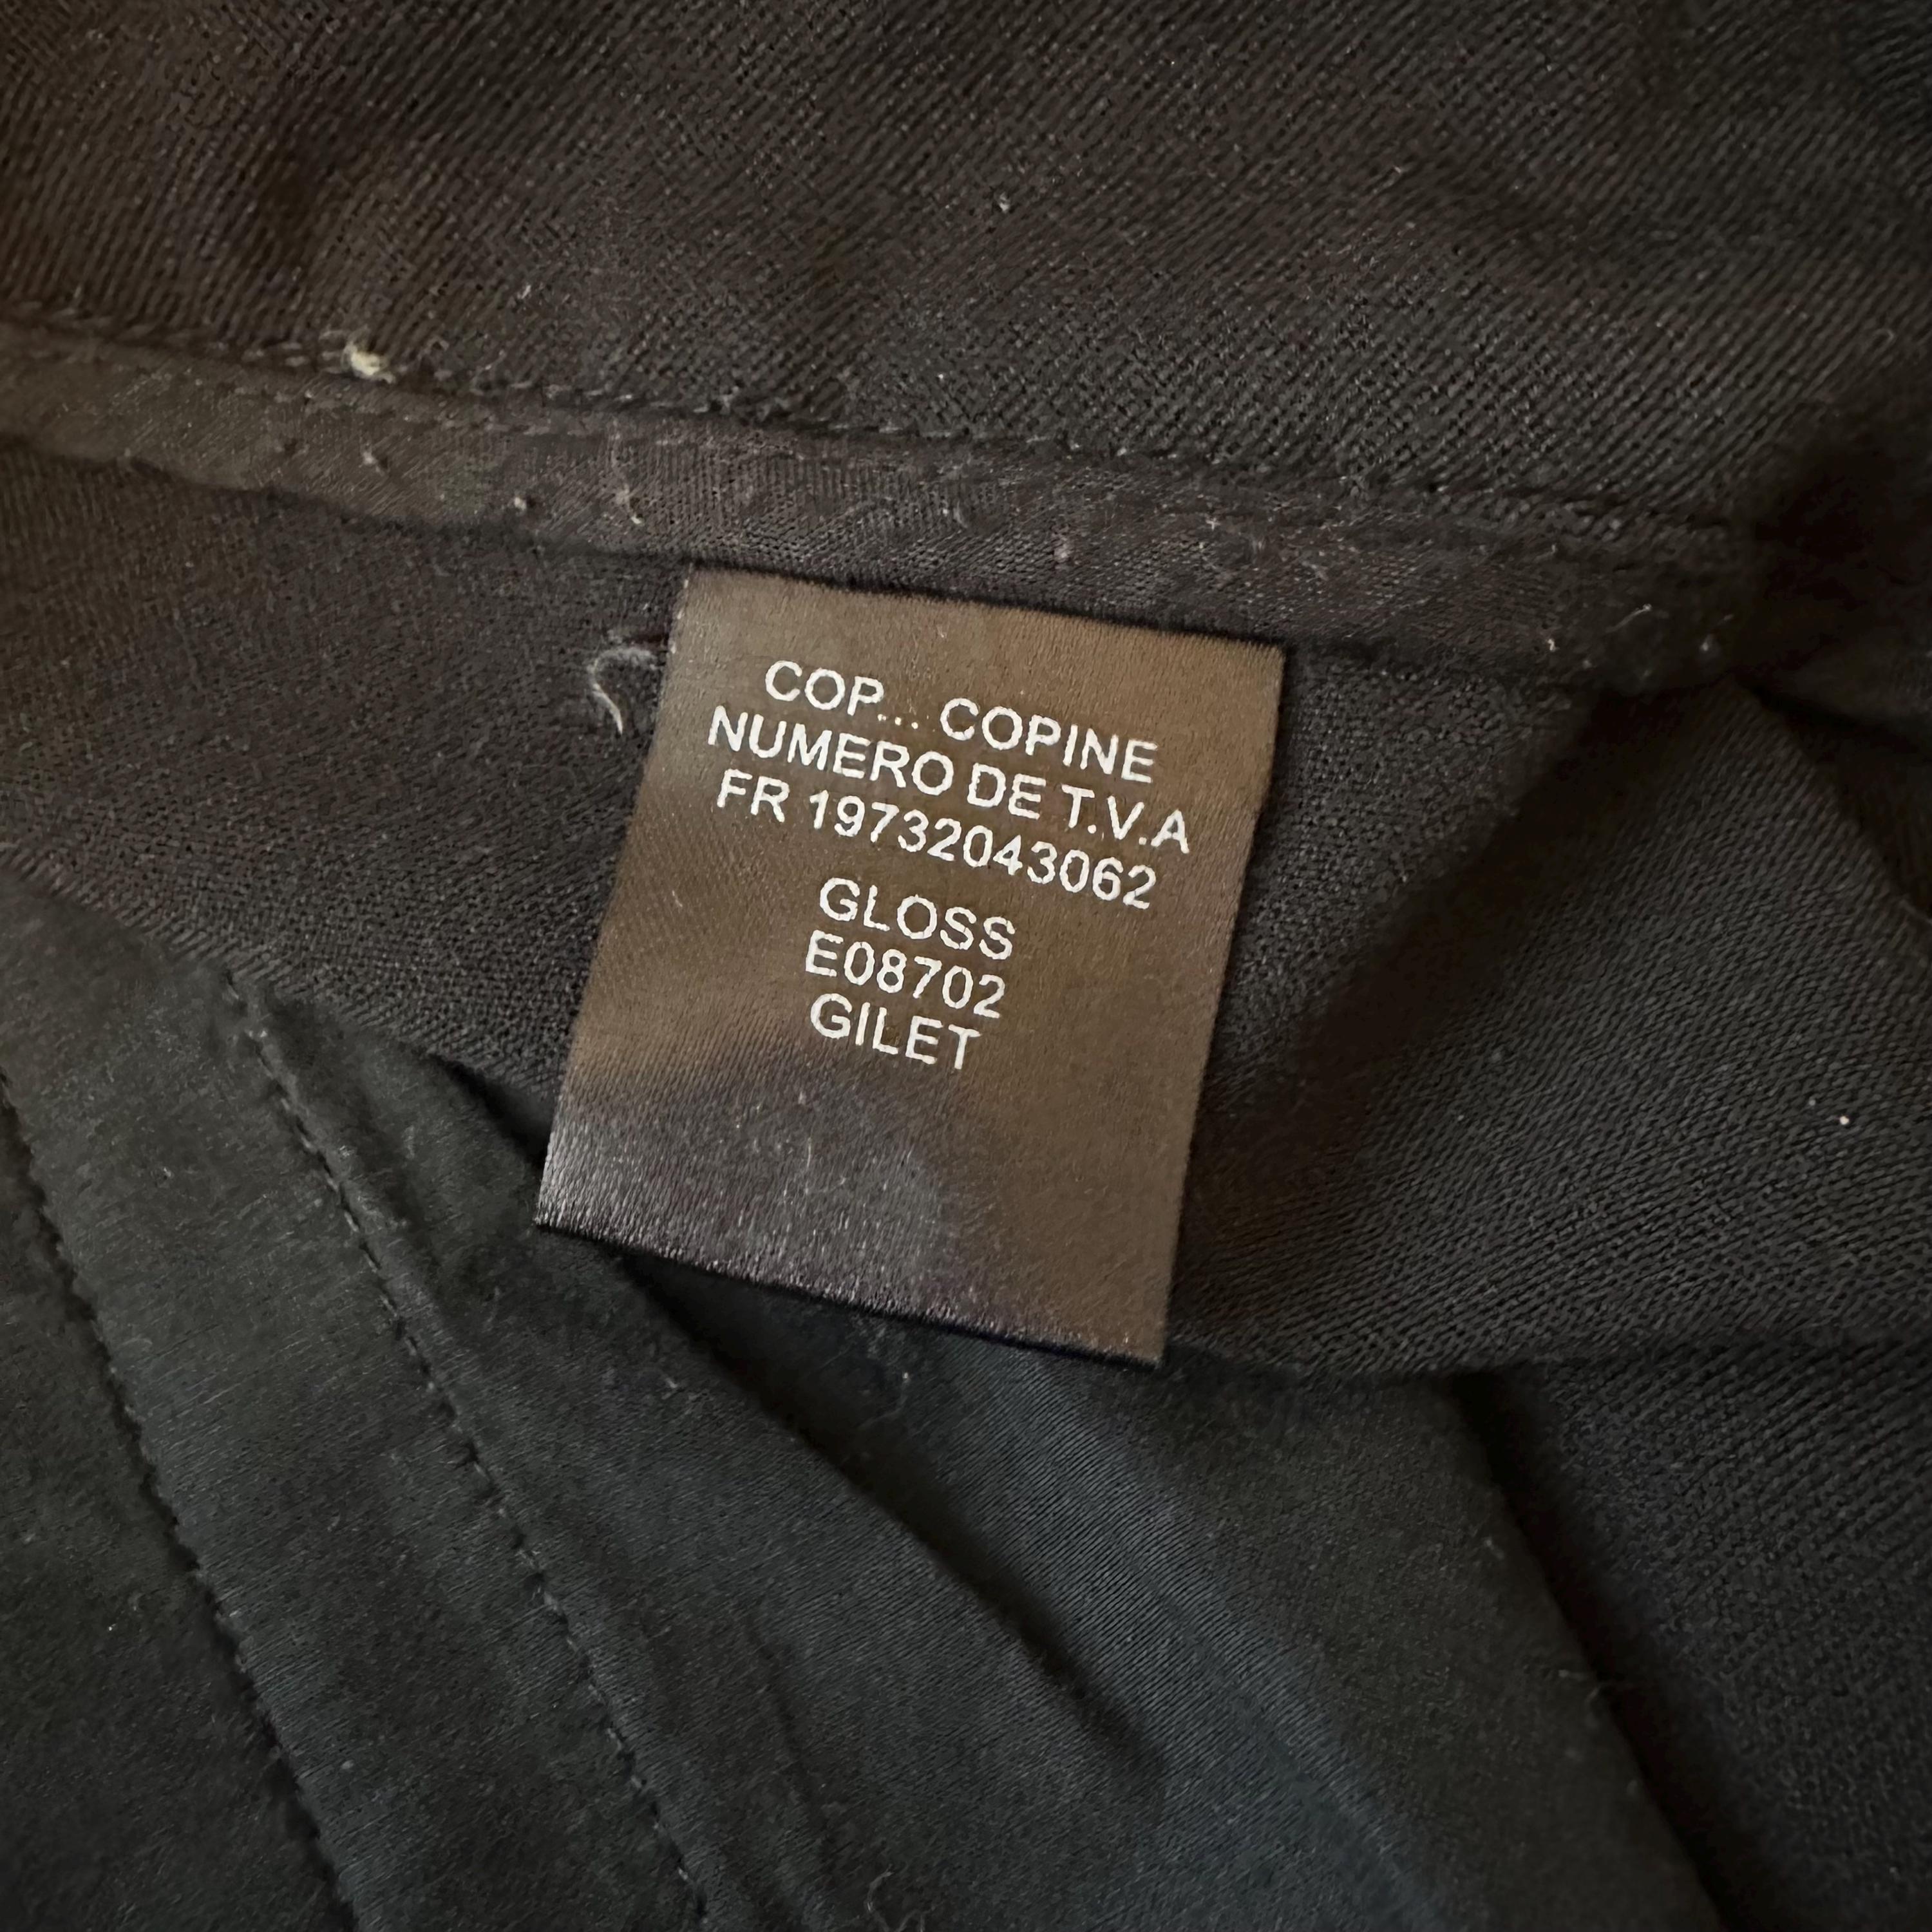 COP... COPINE
NUMERO DE T.V.A
FR 19732043062
GLOSS
E08702
GILET